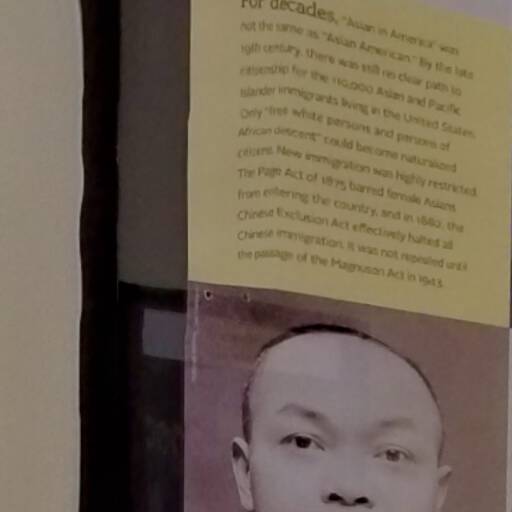 For decades, "Asian in America" was
not the same as "Asian American." By the late
19th century, there was still no clear path to
citizenship for the 110,000 Asian and Pacific
Islander immigrants living in the United States.
Only "free white persons and persons of
African descent" could become naturalized
citizens. New immigration was highly restricted.
The Page Act of 1875 barred female Asians
from entering the country, and in 1882, the
Chinese Exclusion Act effectively halted all
Chinese immigration. It was not repealed until
the passage of the Magnuson Act in 1943.